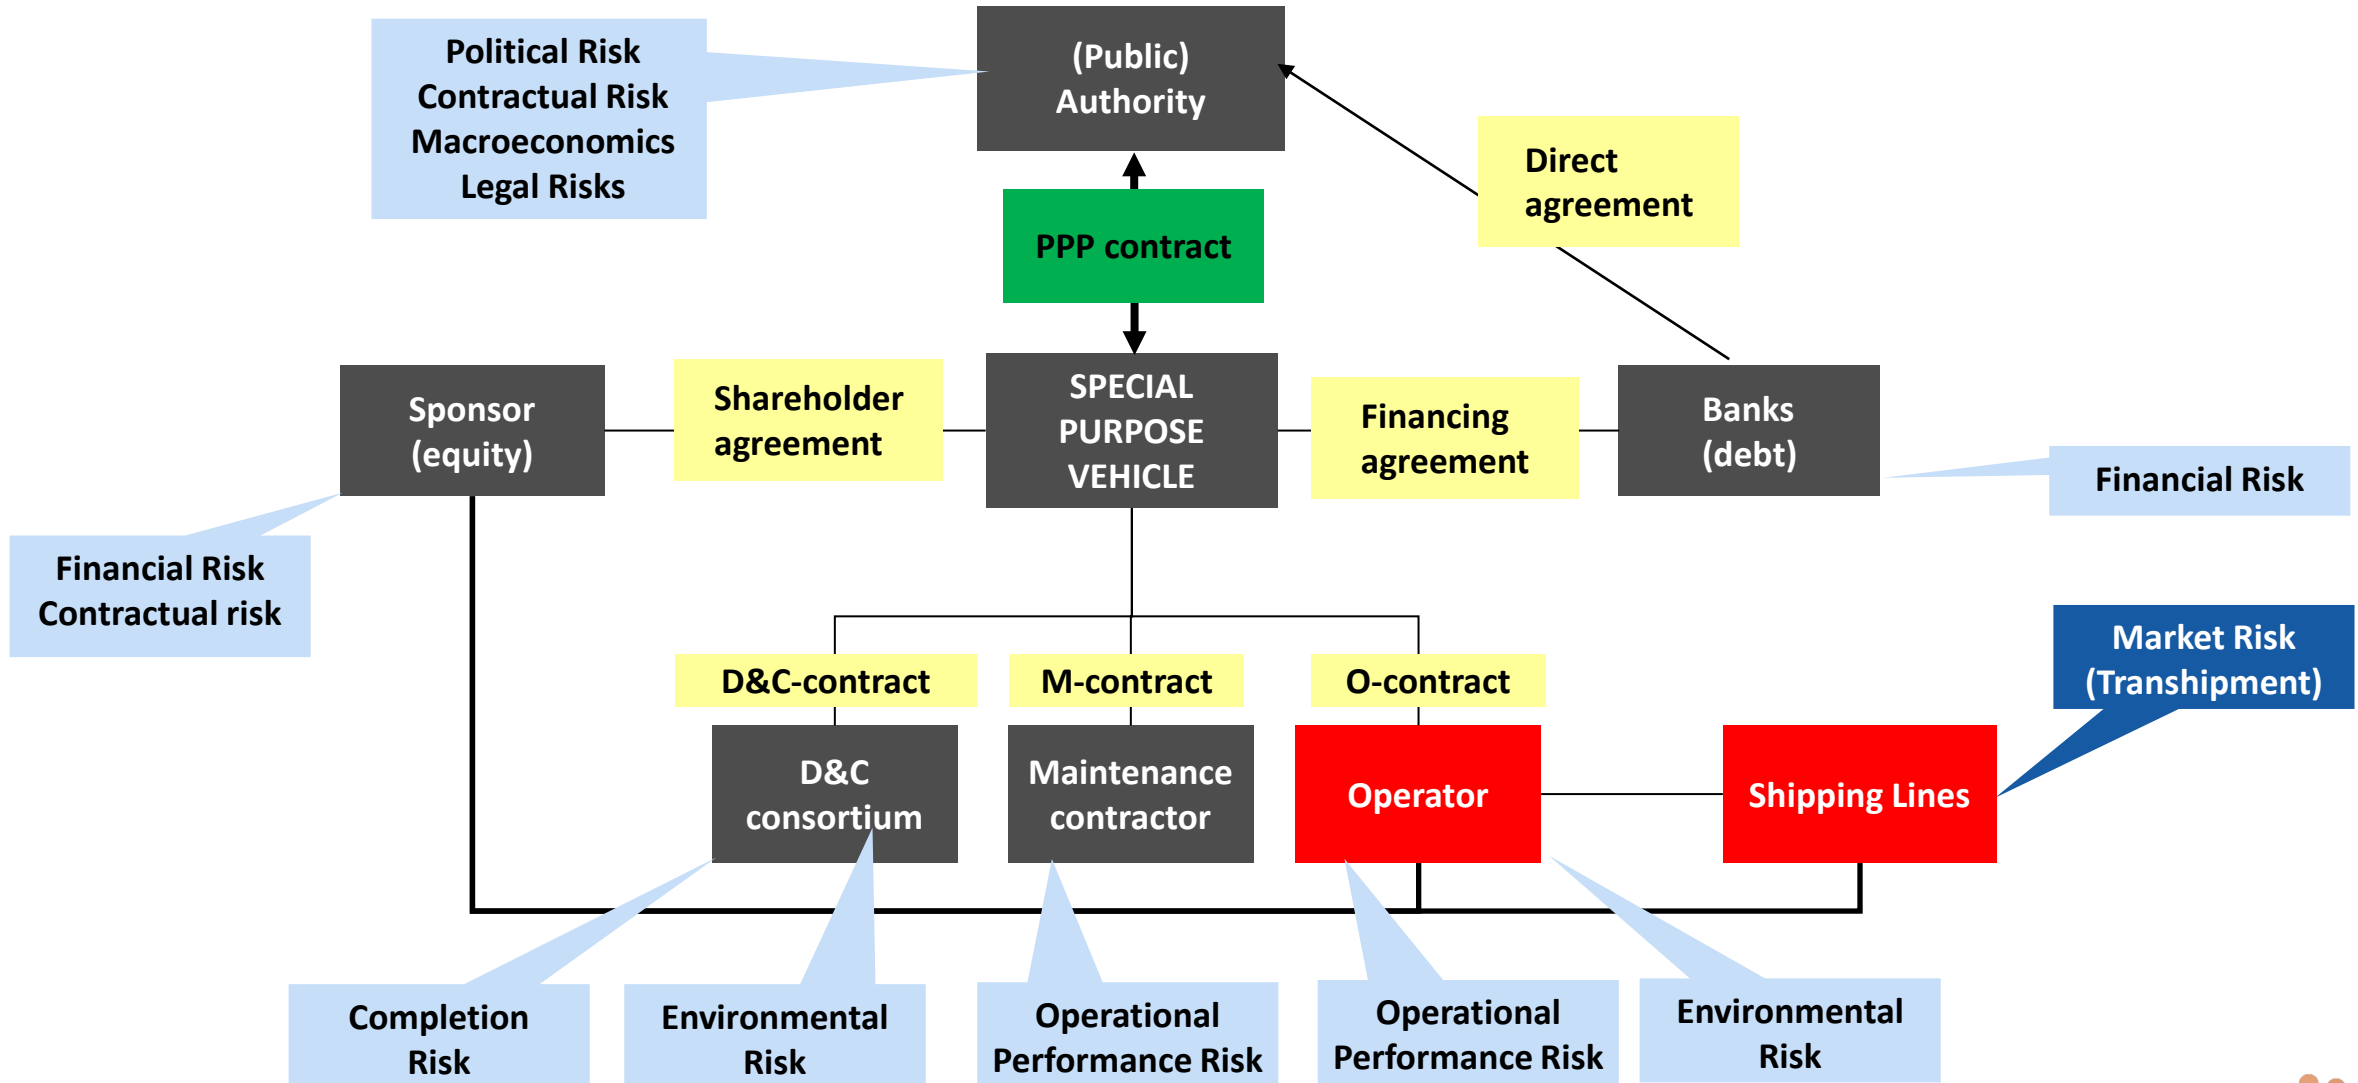 Political Risk
Contractual Risk
Macroeconomics
Legal Risks
(Public)
Authority
Direct
agreement
PPP contract
Sponsor
(equity)
Shareholder
agreement
SPECIAL
PURPOSE
VEHICLE
Financing
agreement
Banks
(debt)
Financial Risk
Financial Risk
Contractual risk
Market Risk
(Transhipment)
D&C-contract
M-contract
O-contract
D&C
consortium
Maintenance
contractor
Operator
Shipping Lines
Completion
Risk
Environmental
Risk
Operational
Performance Risk
Operational
Performance Risk
Environmental
Risk